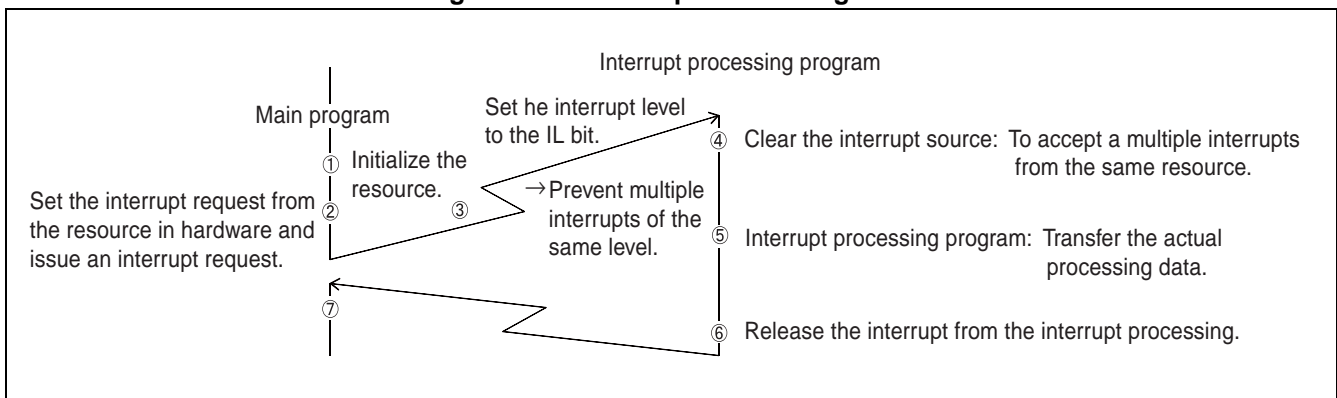 Interrupt processing program
Main program
Set he interrupt level
to the IL bit.
① Initialize the
resource.
Set the interrupt request from
the resource in hardware and
issue an interrupt request.
②
③
→Prevent multiple
interrupts of the
same level.
④ Clear the interrupt source: To accept a multiple interrupts
from the same resource.
⑤ Interrupt processing program: Transfer the actual
processing data.
⑥ Release the interrupt from the interrupt processing.
⑦